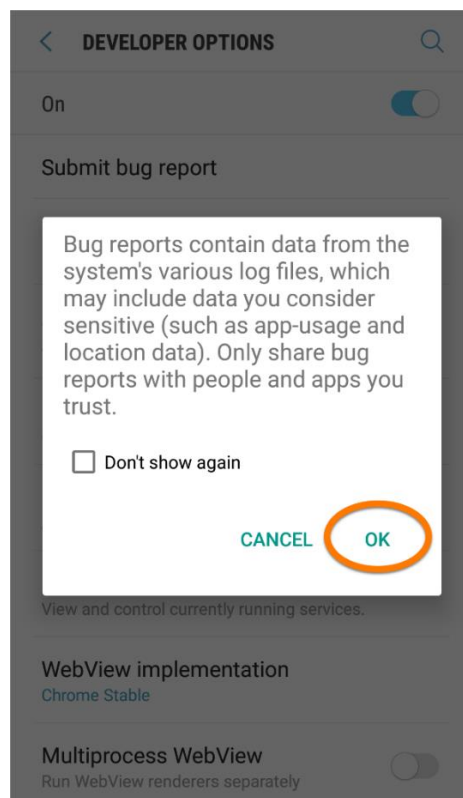 DEVELOPER OPTIONS
On
Submit bug report
Bug reports contain data from the
system's various log files, which
may include data you consider
sensitive (such as app-usage and
location data). Only share bug
reports with people and apps you
trust.
Don't show again
CANCEL
OK
View and control currently running services.
WebView implementation
Chrome Stable
Multiprocess WebView
Run WebView renderers separately